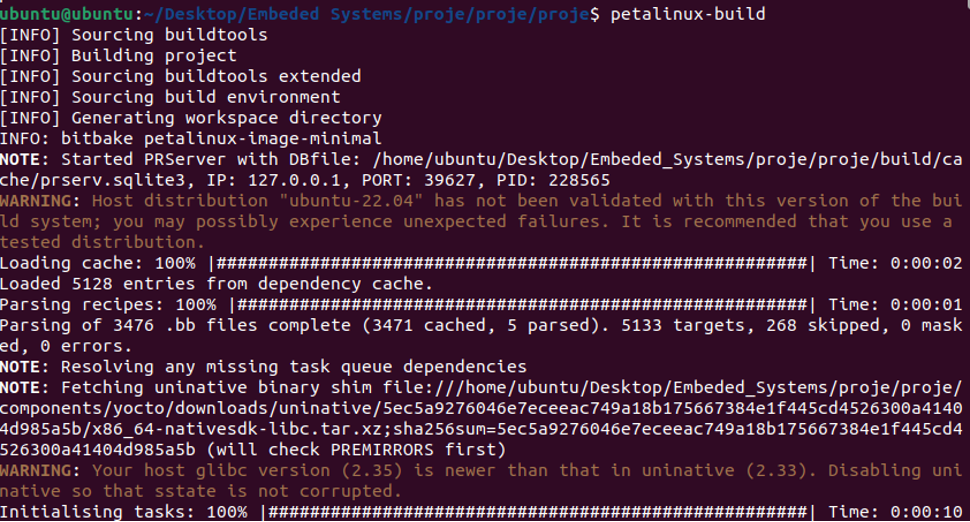 ubuntu@ubuntu:~/Desktop/Embeded Systems/proje/proje/proje$ petalinux-build
[INFO] Sourcing buildtools
[INFO] Building project
[INFO] Sourcing buildtools extended
[INFO] Sourcing build environment
[INFO] Generating workspace directory
INFO: bitbake petalinux-image-minimal
NOTE: Started PRServer with DBfile: /home/ubuntu/Desktop/Embeded_Systems/proje/proje/build/ca
che/prserv.sqlite3, IP: 127.0.0.1, PORT: 39627, PID: 228565
WARNING: Host distribution "ubuntu-22.04" has not been validated with this version of the bui
ld system; you may possibly experience unexpected failures. It is recommended that you use a
tested distribution.
Loading cache: 100% |#########################################################| Time: 0:00:02
Loaded 5128 entries from dependency cache.
Parsing recipes: 100% |#######################################################| Time: 0:00:01
Parsing of 3476 .bb files complete (3471 cached, 5 parsed). 5133 targets, 268 skipped, 0 mask
ed, 0 errors.
NOTE: Resolving any missing task queue dependencies
NOTE: Fetching uninative binary shim file:///home/ubuntu/Desktop/Embeded_Systems/proje/proje/
components/yocto/downloads/uninative/5ec5a9276046e7eceeac749a18b175667384e1f445cd4526300a4140
4d985a5b/x86_64-nativesdk-libc.tar.xz;sha256sum=5ec5a9276046e7eceeac749a18b175667384e1f445cd4
526300a41404d985a5b (will check PREMIRRORS first)
WARNING: Your host glibc version (2.35) is newer than that in uninative (2.33). Disabling uni
native so that sstate is not corrupted.
Initialising tasks: 100% |####################################################| Time: 0:00:10